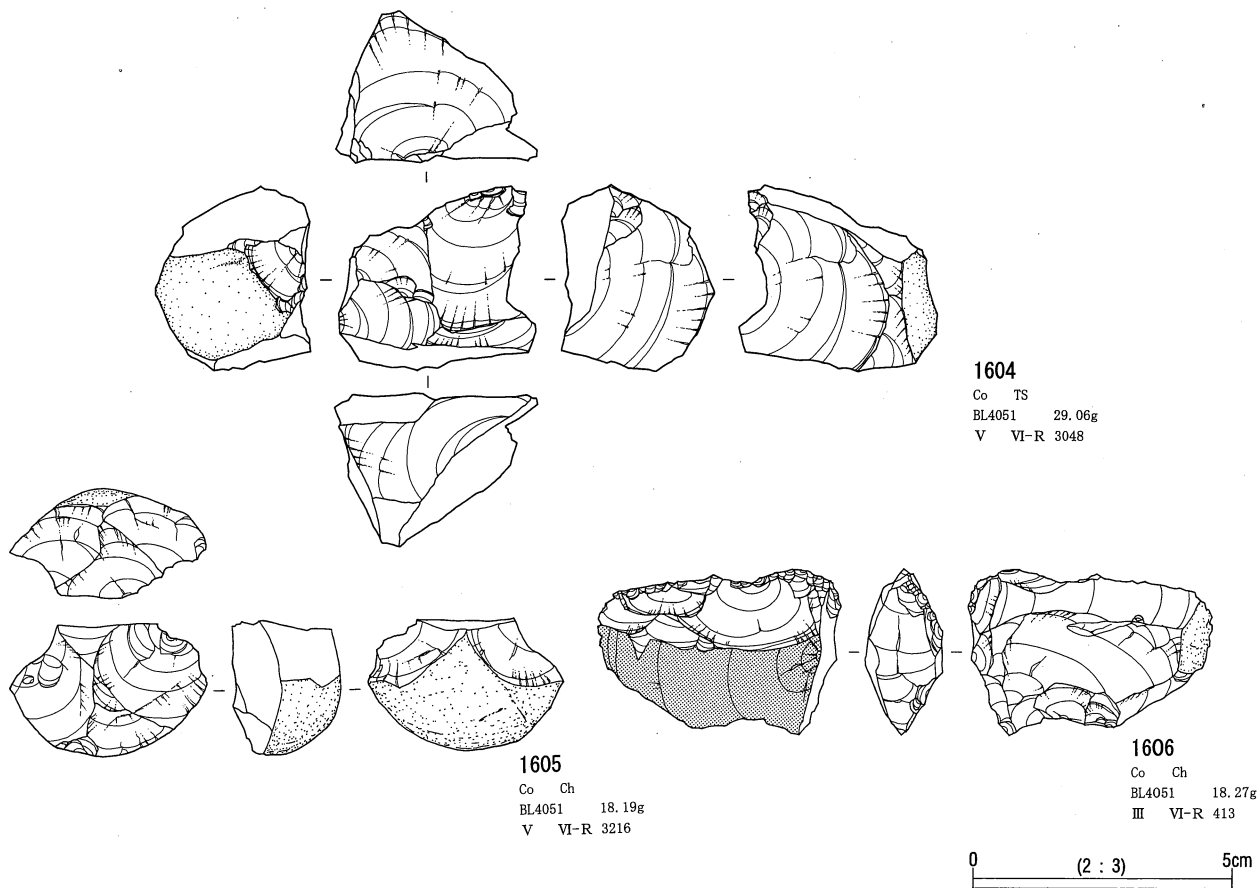 1604
Co TS
BL4051 29.06g
Ⅴ Ⅵ-R 3048
1605
Co Ch
BL4051 18.19g
Ⅴ Ⅵ-R 3216
1606
Co Ch
BL4051 18.27g
Ⅲ Ⅵ-R 413
0 (2 : 3) 5cm